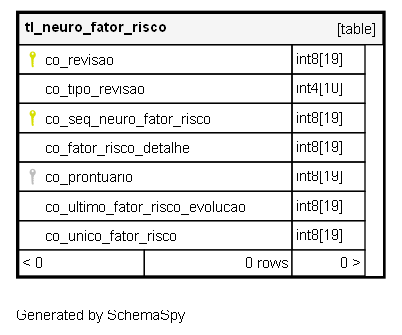 tl_neuro_fator_risco [table]
co_revisao int8[19]
co_tipo_revisao int4[10]
co_seq_neuro_fator_risco int8[19]
co_fator_risco_detalhe int8[19]
co_prontuario int8[19]
co_ultimo_fator_risco_evolucao int8[19]
co_unico_fator_risco int8[19]
< 0 0 rows 0 >
Generated by SchemaSpy